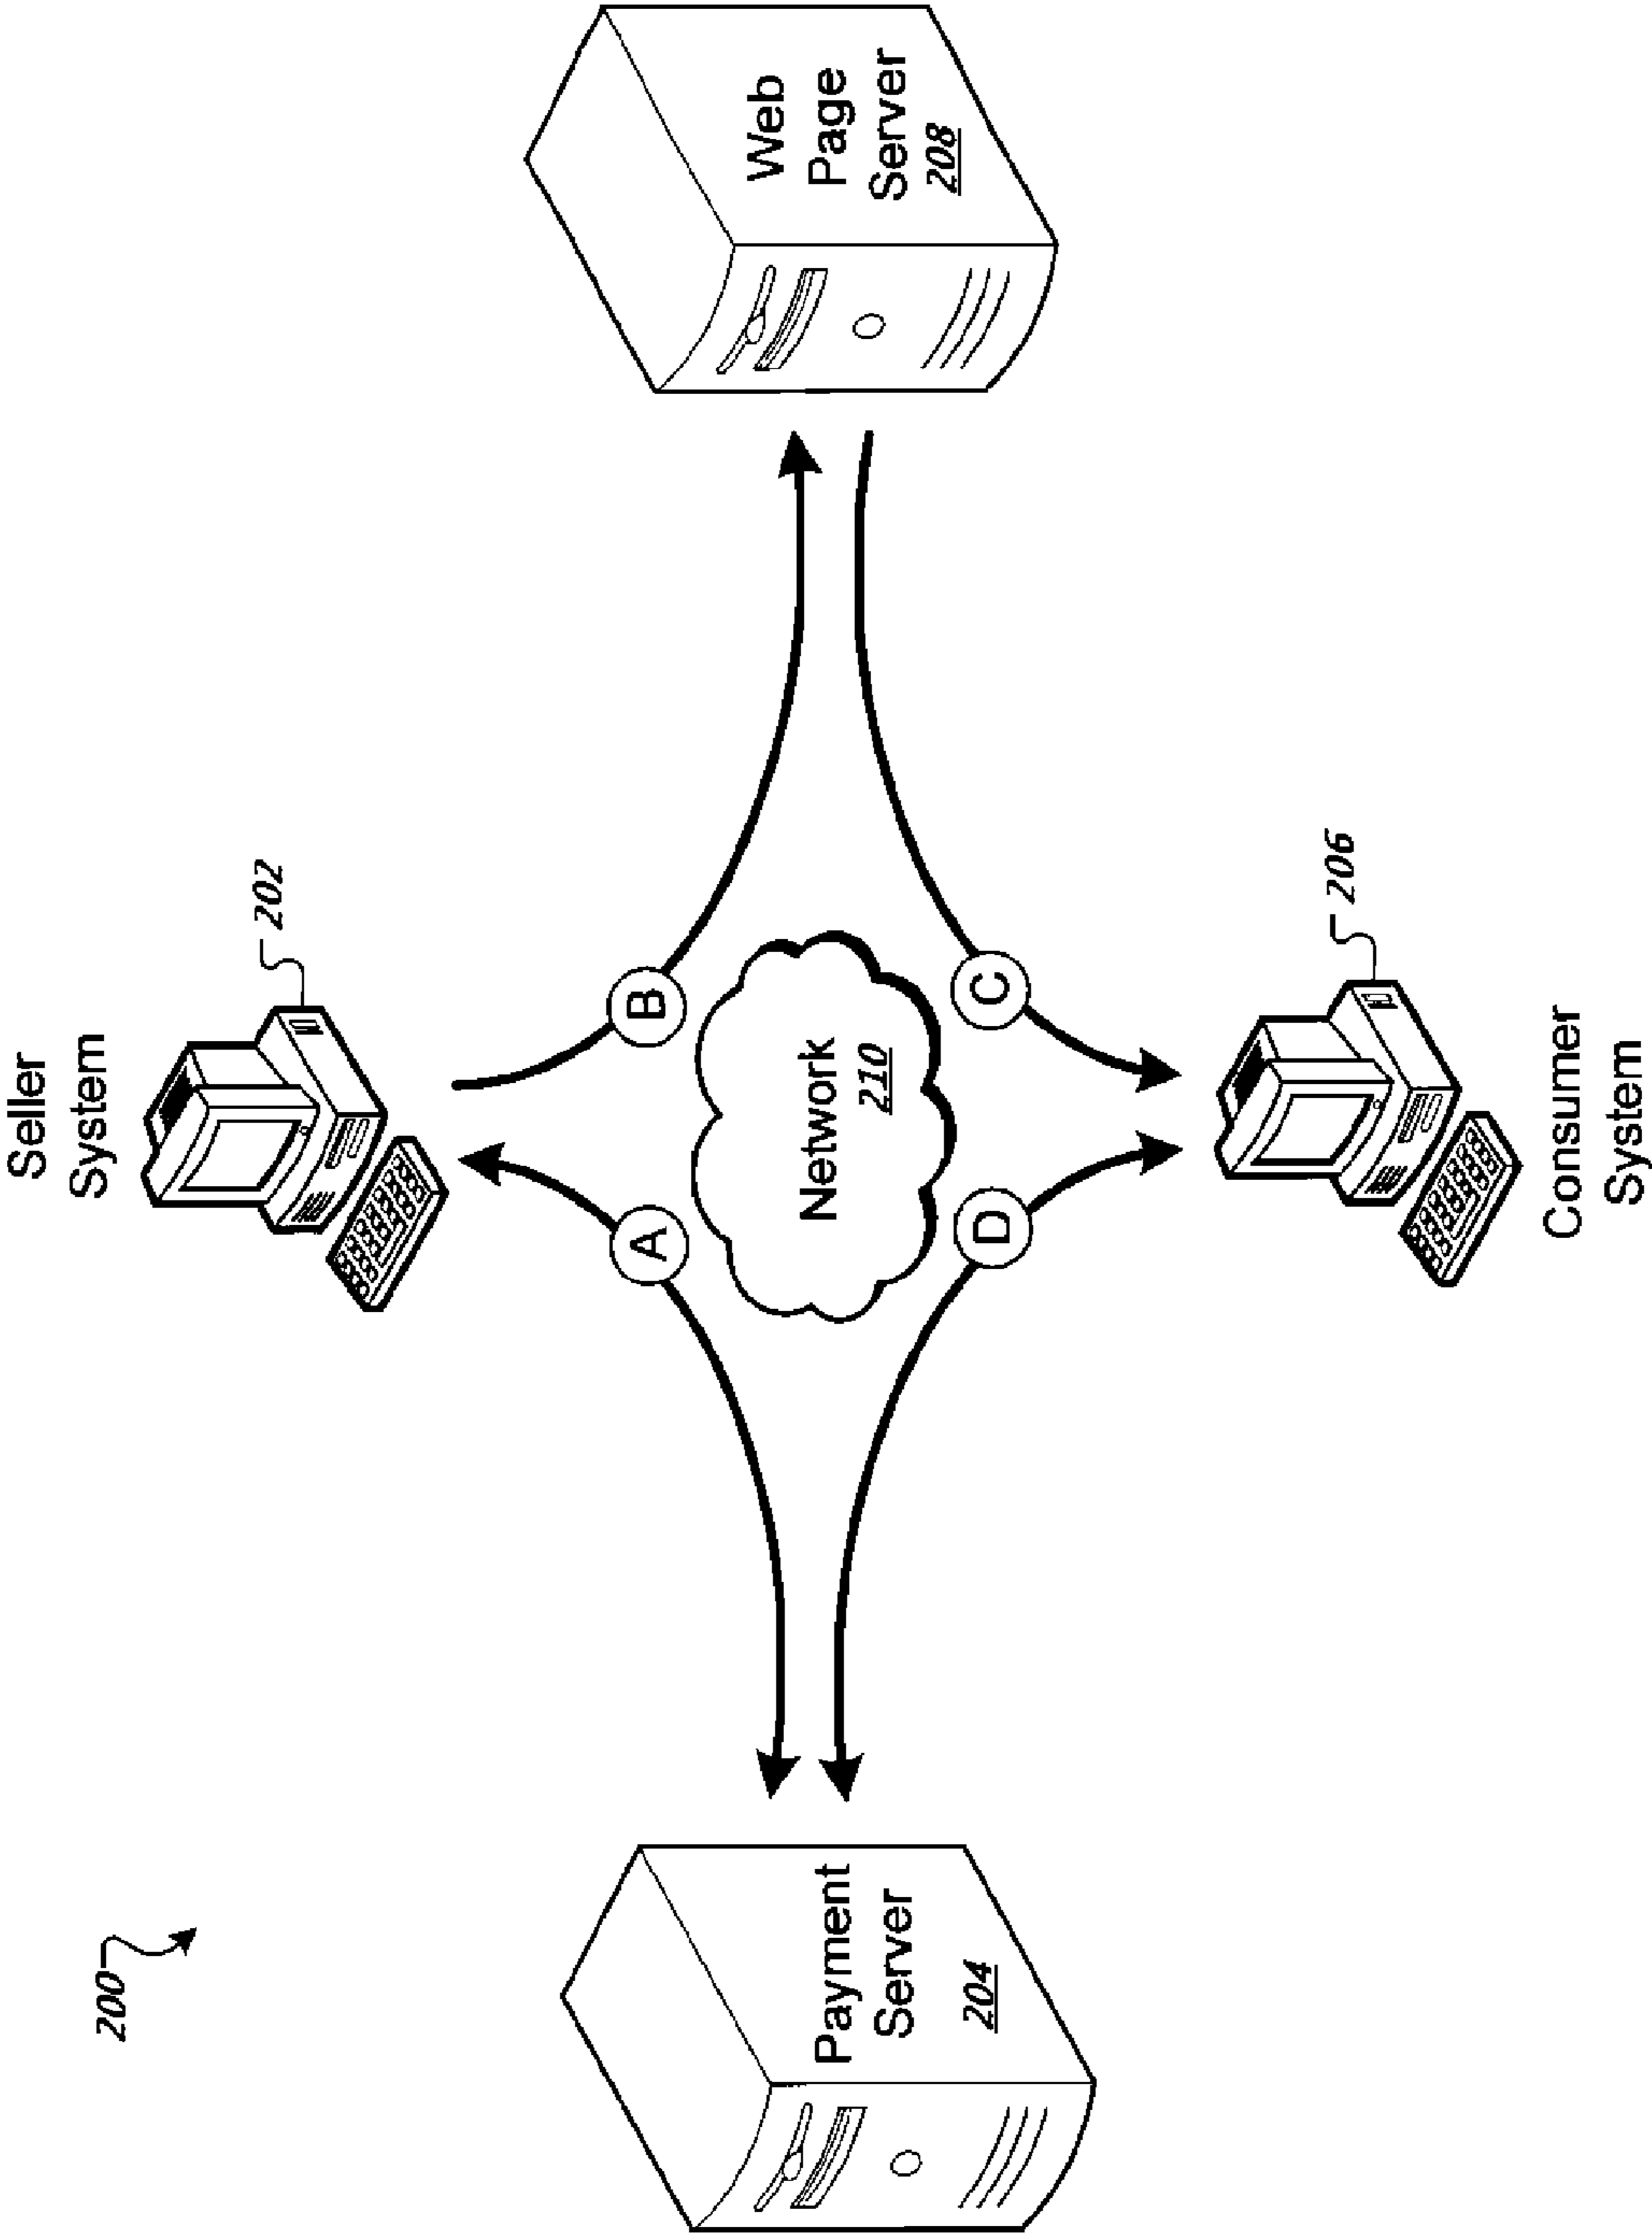 200
Seller
System
202
A
B
Payment
Server
204
Network
210
Web
Page
Server
208
D
C
206
Consumer
System